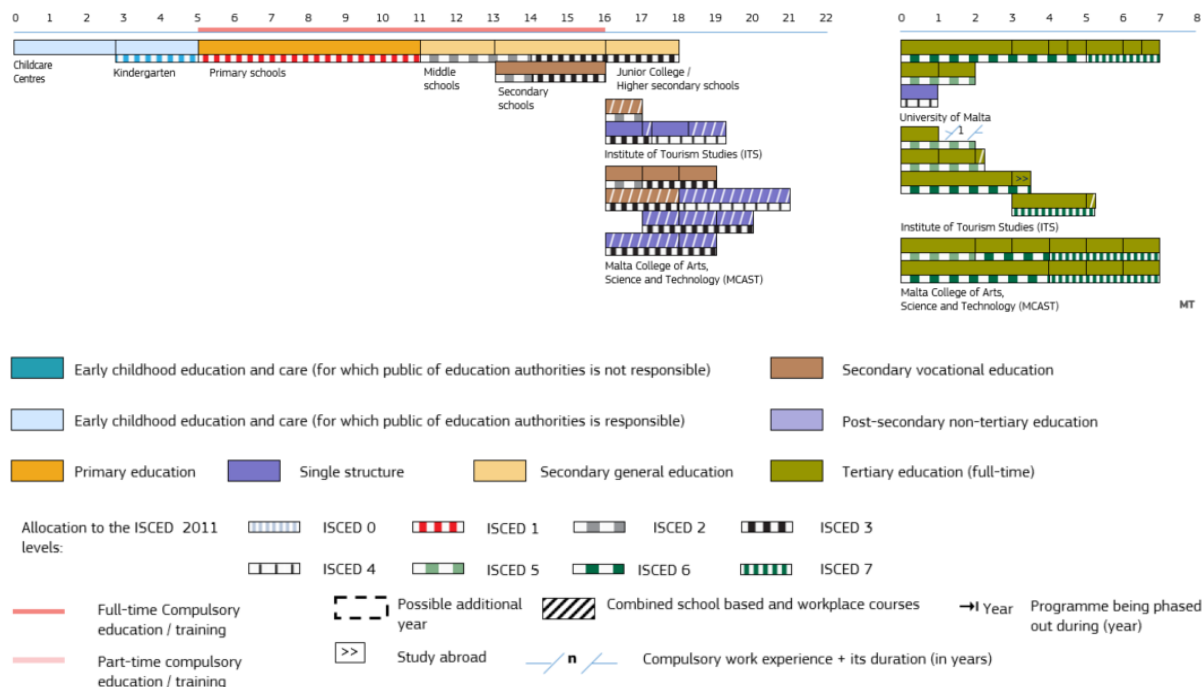 0 1 2 3 4 5 6 7 8 9 10 11 12 13 14 15 16 17 18 19 20 21 22
0 1 2 3 4 5 6 7 8
Childcare
Centres
Kindergarten
Primary schools
Middle
schools
Secondary
schools
Junior College /
Higher secondary schools
Institute of Tourism Studies (ITS)
Malta College of Arts,
Science and Technology (MCAST)
University of Malta
1
>>
Institute of Tourism Studies (ITS)
Malta College of Arts,
Science and Technology (MCAST)
MT
Early childhood education and care (for which public of education authorities is not responsible)
Secondary vocational education
Early childhood education and care (for which public of education authorities is responsible)
Post-secondary non-tertiary education
Primary education
Single structure
Secondary general education
Tertiary education (full-time)
Allocation to the ISCED 2011
levels:
ISCED 0
ISCED 1
ISCED 2
ISCED 3
ISCED 4
ISCED 5
ISCED 6
ISCED 7
Full-time Compulsory
education / training
Possible additional
year
Combined school based and workplace courses
Year
Programme being phased
out during (year)
Part-time compulsory
education / training
>>
Study abroad
n
Compulsory work experience + its duration (in years)